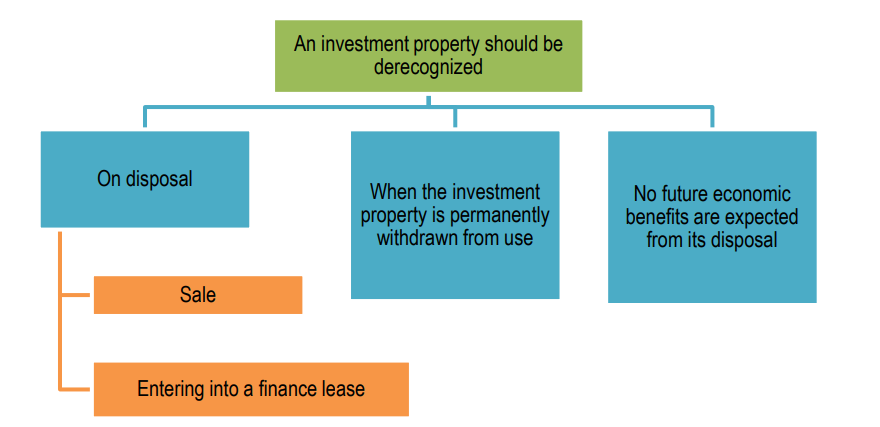 An investment property should be
derecognized
On disposal
When the investment
property is permanently
withdrawn from use
No future economic
benefits are expected
from its disposal
Sale
Entering into a finance lease